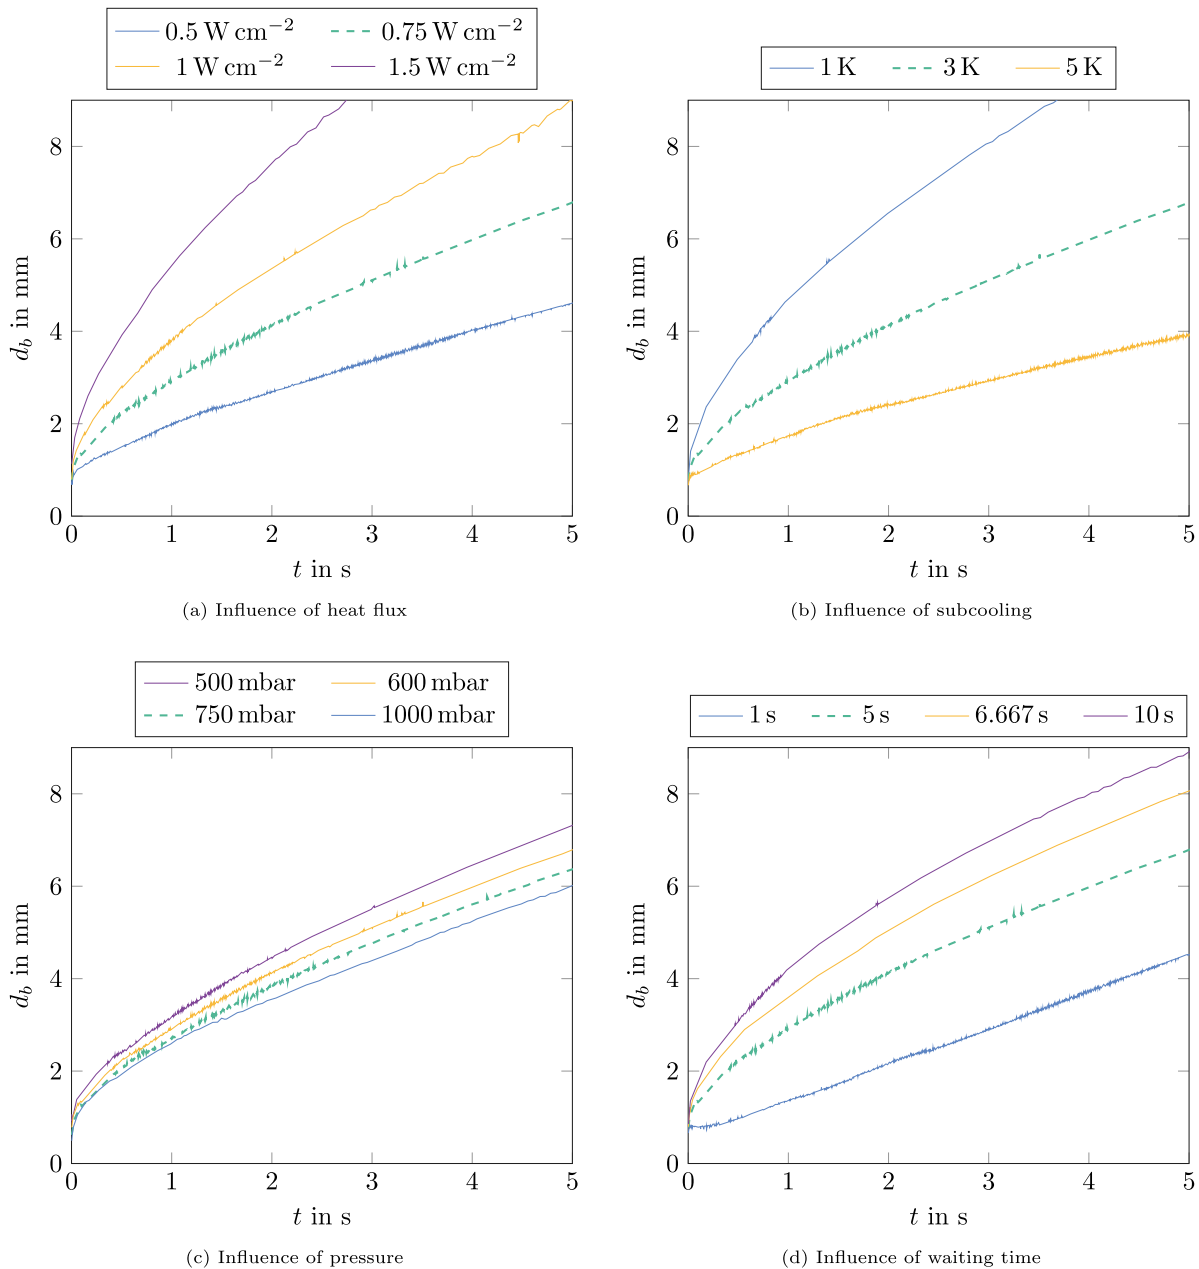 0.5 W cm⁻² 0.75 W cm⁻²
1 W cm⁻² 1.5 W cm⁻²
8
6
4
2
0
0 1 2 3 4 5
d_b in mm
t in s
(a) Influence of heat flux
1 K 3 K 5 K
8
6
4
2
0
0 1 2 3 4 5
d_b in mm
t in s
(b) Influence of subcooling
500 mbar 600 mbar
750 mbar 1000 mbar
8
6
4
2
0
0 1 2 3 4 5
d_b in mm
t in s
(c) Influence of pressure
1 s 5 s 6.667 s 10 s
8
6
4
2
0
0 1 2 3 4 5
d_b in mm
t in s
(d) Influence of waiting time